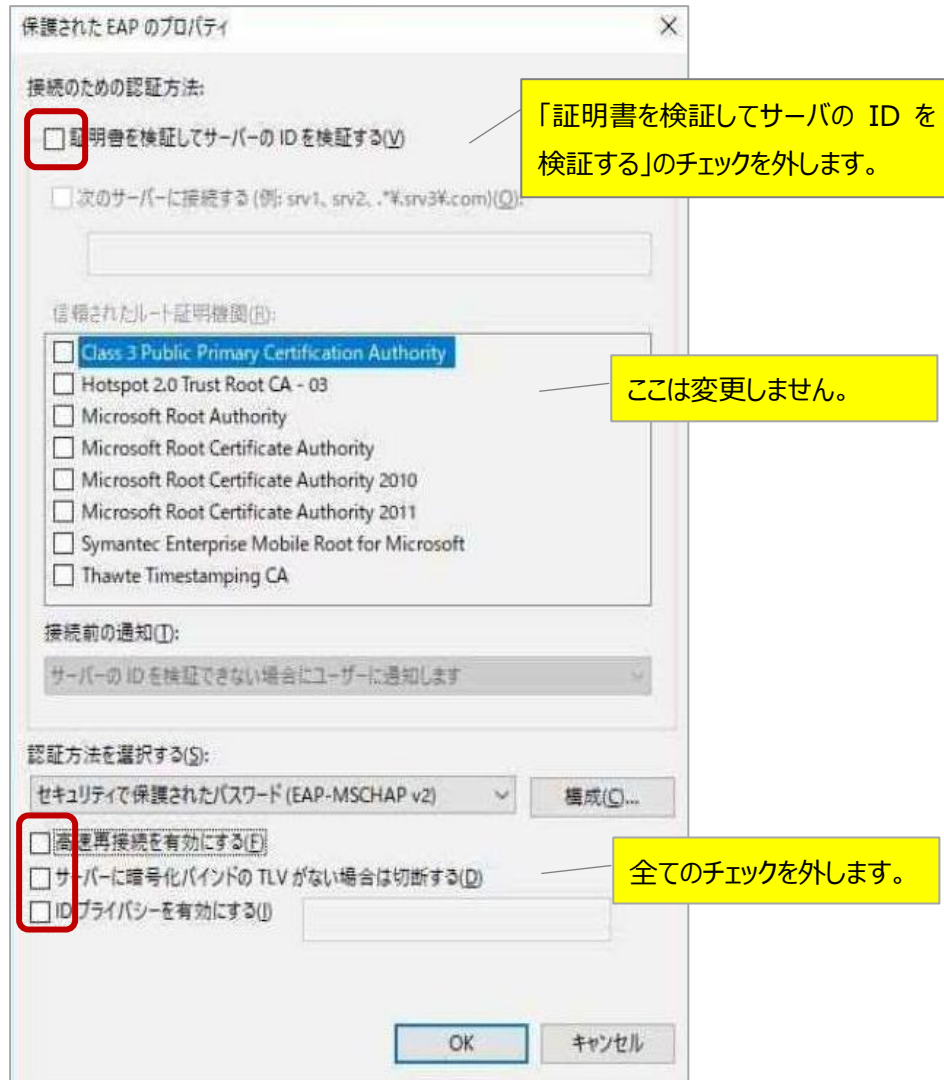 保護された EAP のプロパティ
接続のための認証方法:
証明書を検証してサーバーの ID を検証する(V)
「証明書を検証してサーバの ID を
検証する」のチェックを外します。
次のサーバーに接続する (例: srv1、srv2、.*¥.srv3¥.com)(O):
信頼されたルート証明機関(R):
Class 3 Public Primary Certification Authority
Hotspot 2.0 Trust Root CA - 03
Microsoft Root Authority
Microsoft Root Certificate Authority
Microsoft Root Certificate Authority 2010
Microsoft Root Certificate Authority 2011
Symantec Enterprise Mobile Root for Microsoft
Thawte Timestamping CA
ここは変更しません。
接続前の通知(T):
サーバーの ID を検証できない場合にユーザーに通知します
認証方法を選択する(S):
セキュリティで保護されたパスワード (EAP-MSCHAP v2)
構成(C)...
高速再接続を有効にする(F)
サーバーに暗号化バインドの TLV がない場合は切断する(D)
ID プライバシーを有効にする(I)
全てのチェックを外します。
OK
キャンセル